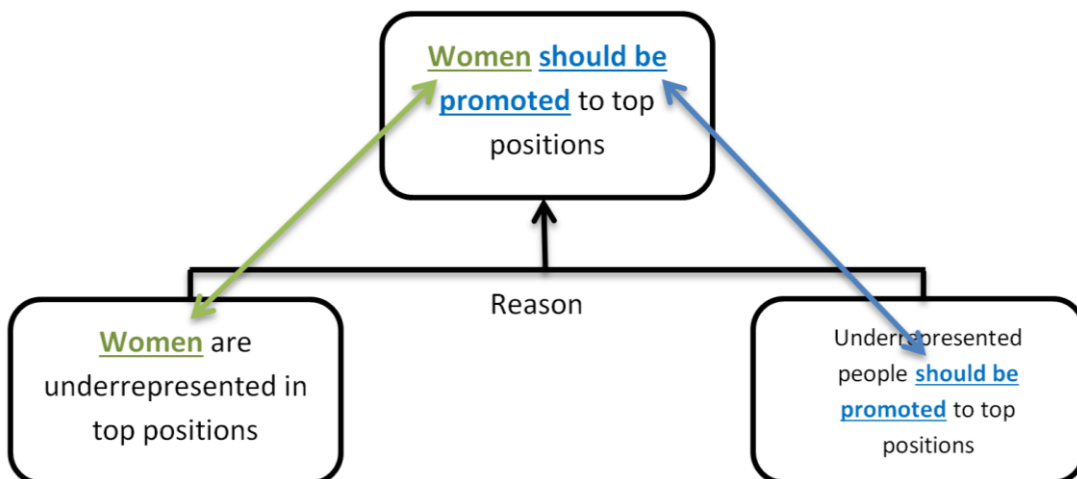 Women should be
promoted to top
positions
Reason
Women are
underrepresented in
top positions
Underrepresented
people should be
promoted to top
positions